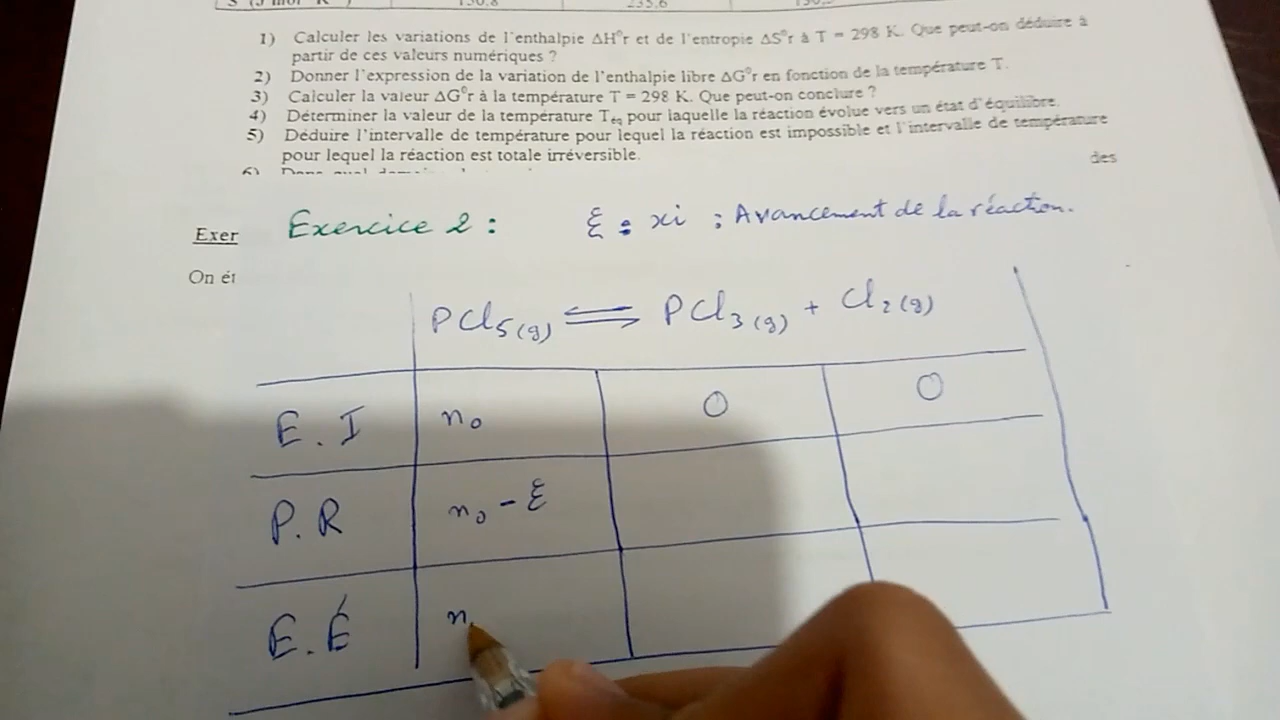 1) Calculer les variations de l'enthalpie ΔH°r et de l'entropie ΔS°r à T = 298 K. Que peut-on déduire à
partir de ces valeurs numériques ?
2) Donner l'expression de la variation de l'enthalpie libre ΔG°r en fonction de la température T.
3) Calculer la valeur ΔG°r à la température T = 298 K. Que peut-on conclure ?
4) Déterminer la valeur de la température Téq pour laquelle la réaction évolue vers un état d'équilibre.
5) Déduire l'intervalle de température pour lequel la réaction est impossible et l'intervalle de température
pour lequel la réaction est totale irréversible.
des
Exer
Exercice 2 : ξ : xi ; Avancement de la réaction.
On ét
PCl5(g) ⇌ PCl3(g) + Cl2(g)
E.I n0 0 0
P.R n0 - ξ
E.É n